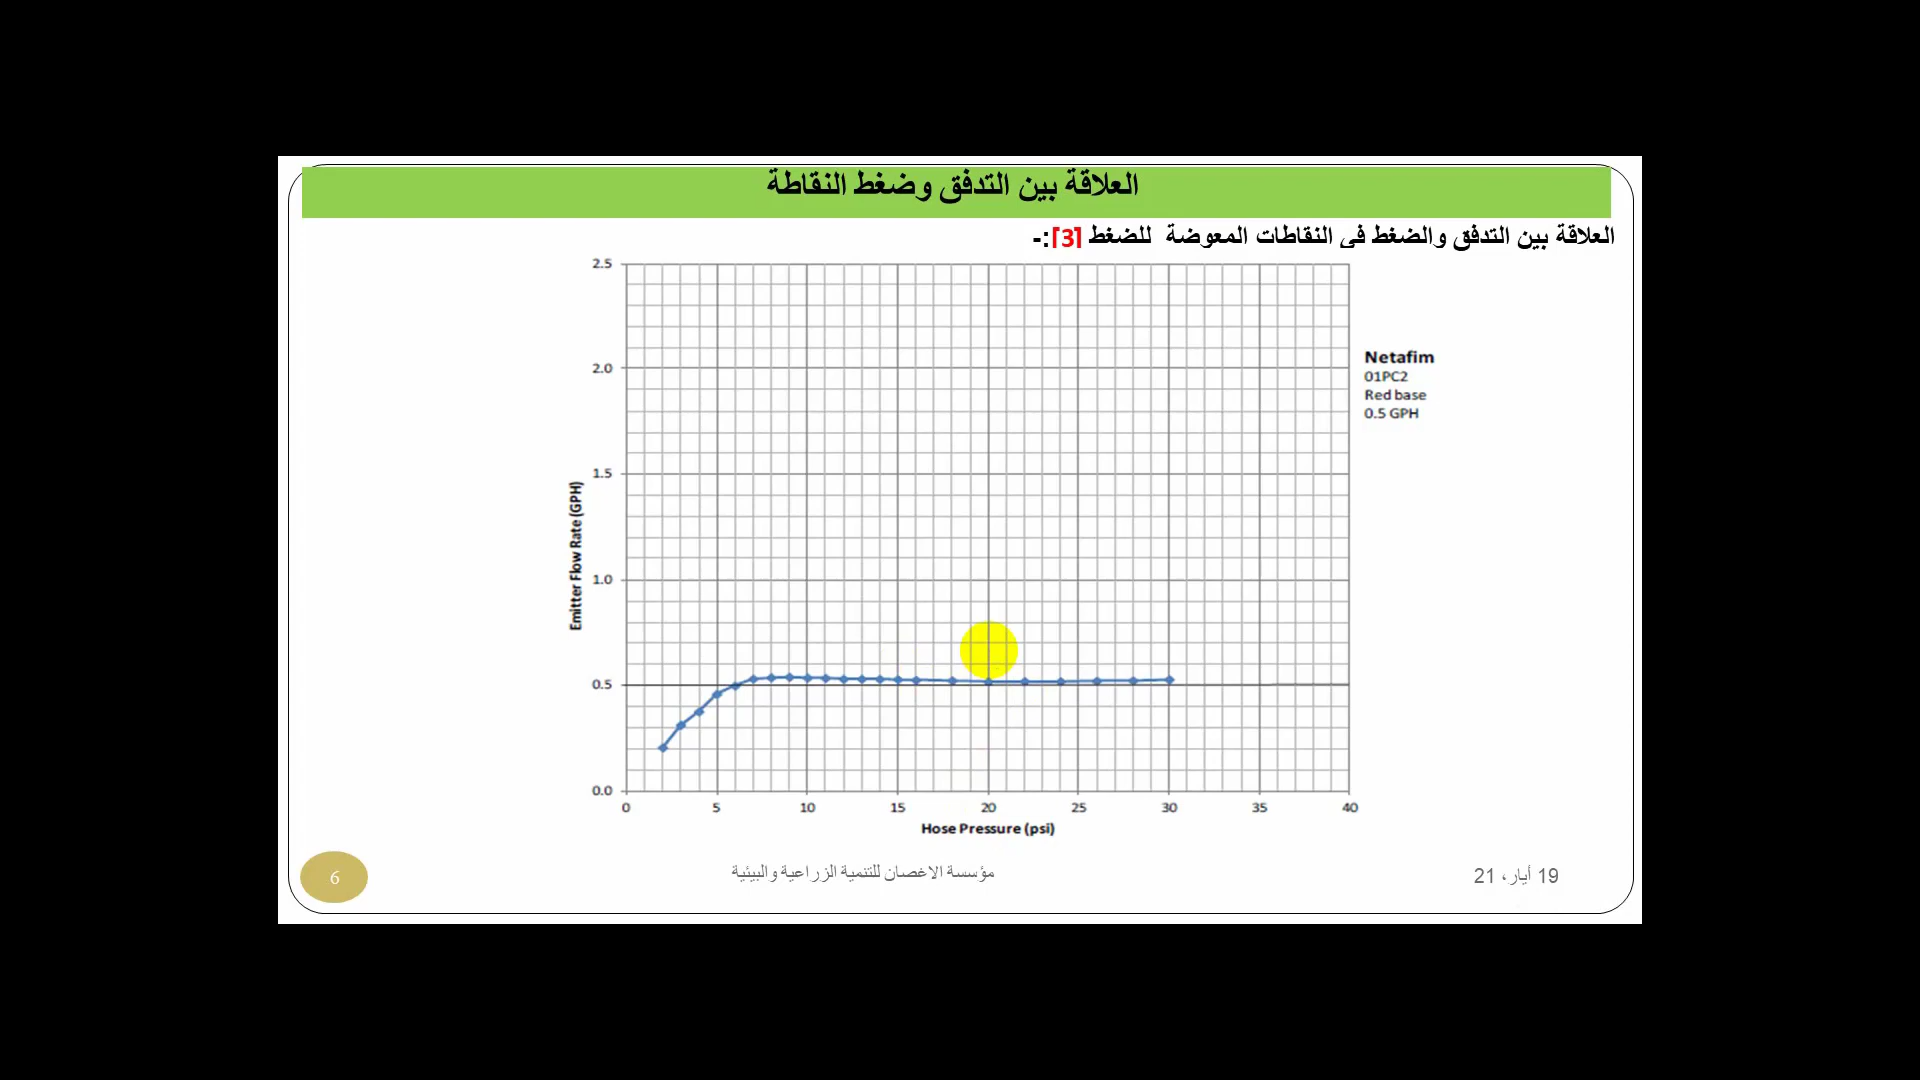 العلاقة بين التدفق وضغط النقاطة
العلاقة بين التدفق والضغط في النقاطات المعوضة للضغط [3]:-
2.5
2.0
1.5
1.0
0.5
0.0
Emitter Flow Rate (GPH)
0 5 10 15 20 25 30 35 40
Hose Pressure (psi)
Netafim
01PC2
Red base
0.5 GPH
19 أيار، 21
مؤسسة الاغصان للتنمية الزراعية والبيئية
6